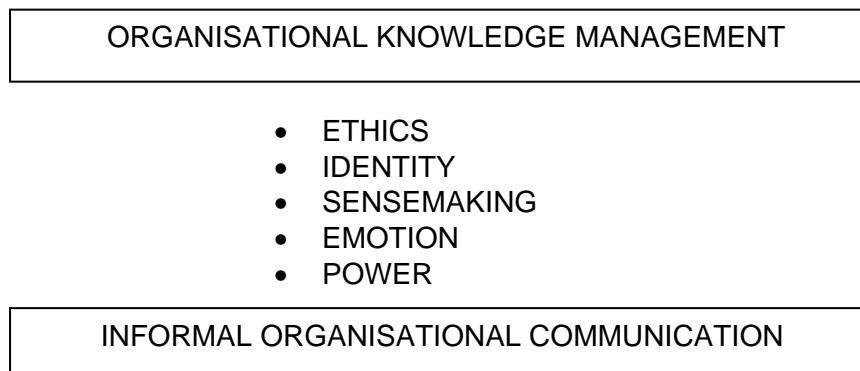 ORGANISATIONAL KNOWLEDGE MANAGEMENT
• ETHICS
• IDENTITY
• SENSEMAKING
• EMOTION
• POWER
INFORMAL ORGANISATIONAL COMMUNICATION